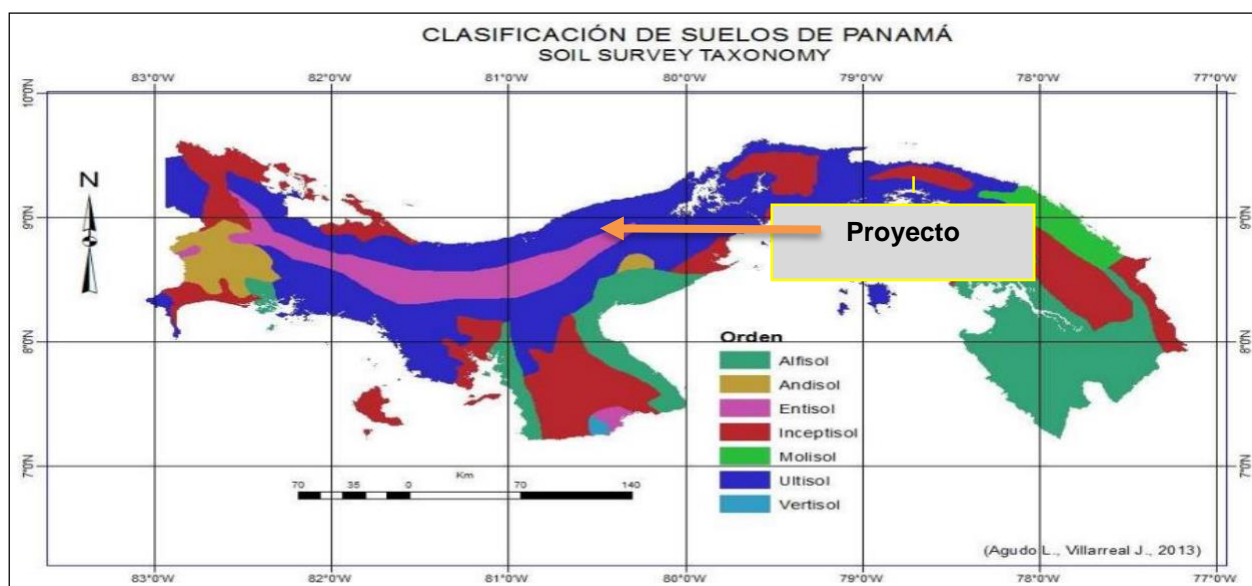 CLASIFICACIÓN DE SUELOS DE PANAMÁ
SOIL SURVEY TAXONOMY
83°0'W 82°0'W 81°0'W 80°0'W 79°0'W 78°0'W 77°0'W
10°0'N 10°0'N
N
9°0'N 9°0'N
Proyecto
8°0'N 8°0'N
Orden
Alfisol
Andisol
Entisol
Inceptisol
Molisol
Ultisol
Vertisol
7°0'N 7°0'N
Km
70 35 0 70 140
(Agudo L., Villarreal J., 2013)
83°0'W 82°0'W 81°0'W 80°0'W 79°0'W 78°0'W 77°0'W